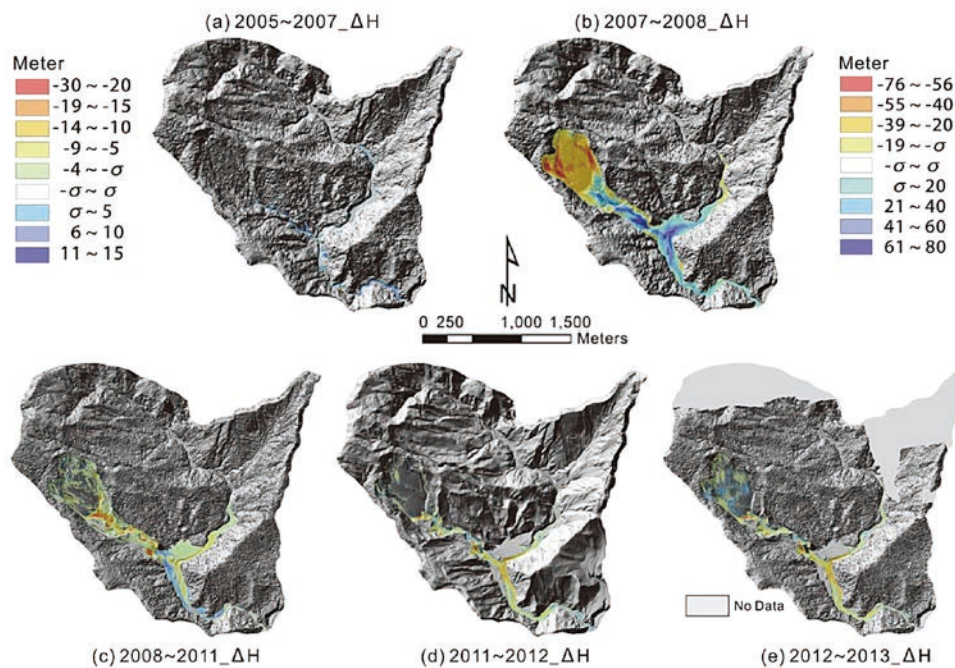 (a) 2005~2007_ΔH
(b) 2007~2008_ΔH
Meter
-30 ~ -20
-19 ~ -15
-14 ~ -10
-9 ~ -5
-4 ~ -σ
-σ ~ σ
σ ~ 5
6 ~ 10
11 ~ 15
Meter
-76 ~ -56
-55 ~ -40
-39 ~ -20
-19 ~ -σ
-σ ~ σ
σ ~ 20
21 ~ 40
41 ~ 60
61 ~ 80
N
0 250 1,000 1,500
Meters
No Data
(c) 2008~2011_ΔH
(d) 2011~2012_ΔH
(e) 2012~2013_ΔH